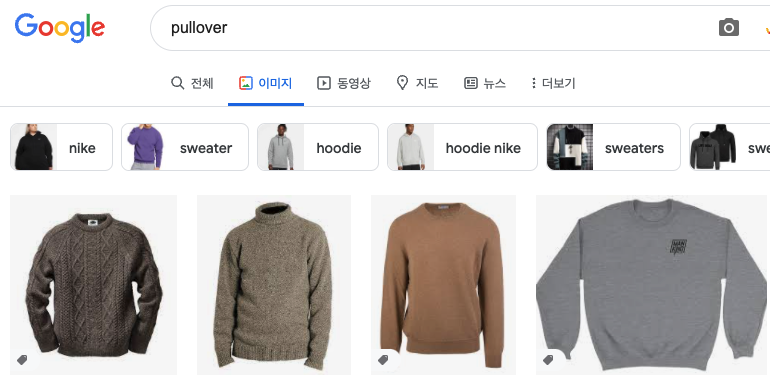 Google
pullover
전체 이미지 동영상 지도 뉴스 더보기
nike sweater hoodie hoodie nike sweaters swe